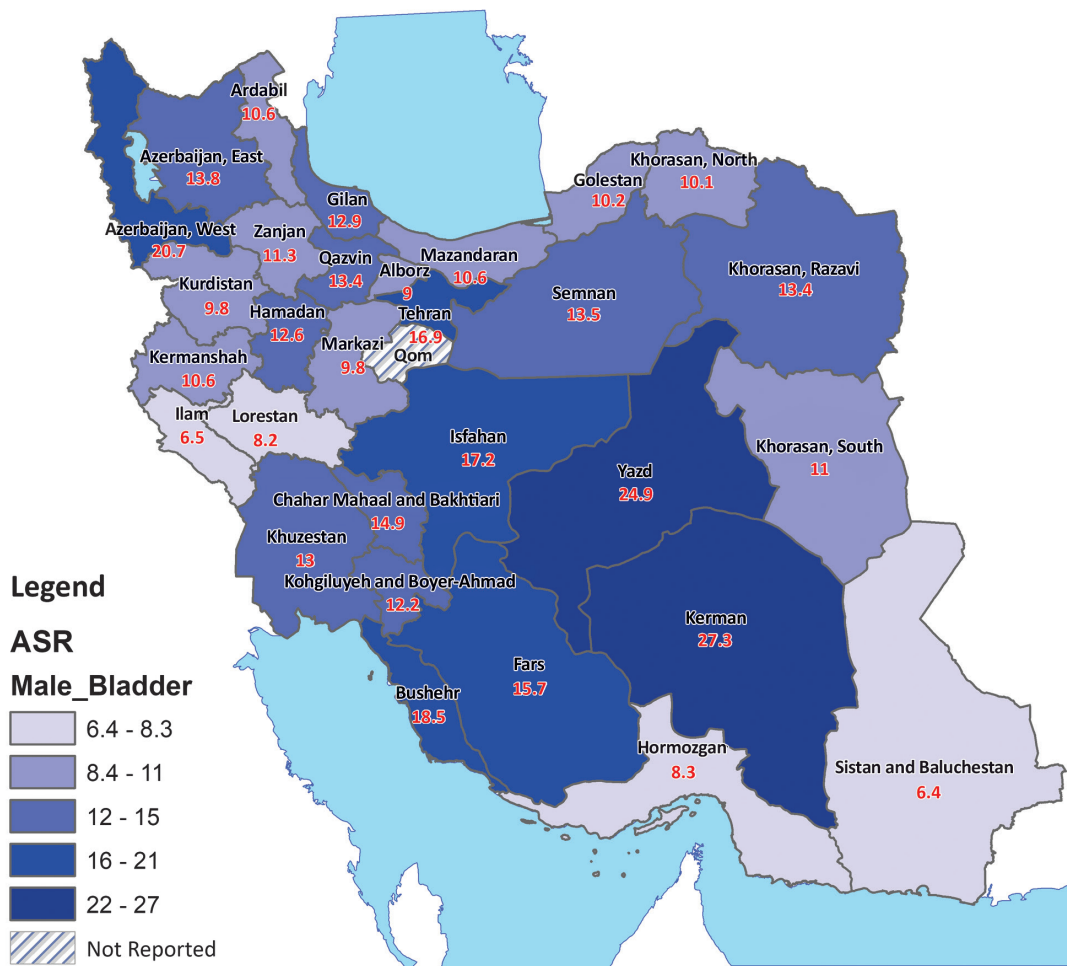 Ardabil
10.6
Azerbaijan, East
13.8
Khorasan, North
10.1
Golestan
10.2
Gilan
12.9
Azerbaijan, West
20.7
Zanjan
11.3
Qazvin
13.4
Alborz
9
Mazandaran
10.6
Khorasan, Razavi
13.4
Kurdistan
9.8
Hamadan
12.6
Semnan
13.5
Tehran
16.9
Markazi
9.8
Qom
Kermanshah
10.6
Ilam
6.5
Lorestan
8.2
Isfahan
17.2
Khorasan, South
11
Yazd
24.9
Chahar Mahaal and Bakhtiari
14.9
Khuzestan
13
Kohgiluyeh and Boyer-Ahmad
12.2
Kerman
27.3
Fars
15.7
Bushehr
18.5
Hormozgan
8.3
Sistan and Baluchestan
6.4
Legend
ASR
Male_Bladder
6.4 - 8.3
8.4 - 11
12 - 15
16 - 21
22 - 27
Not Reported